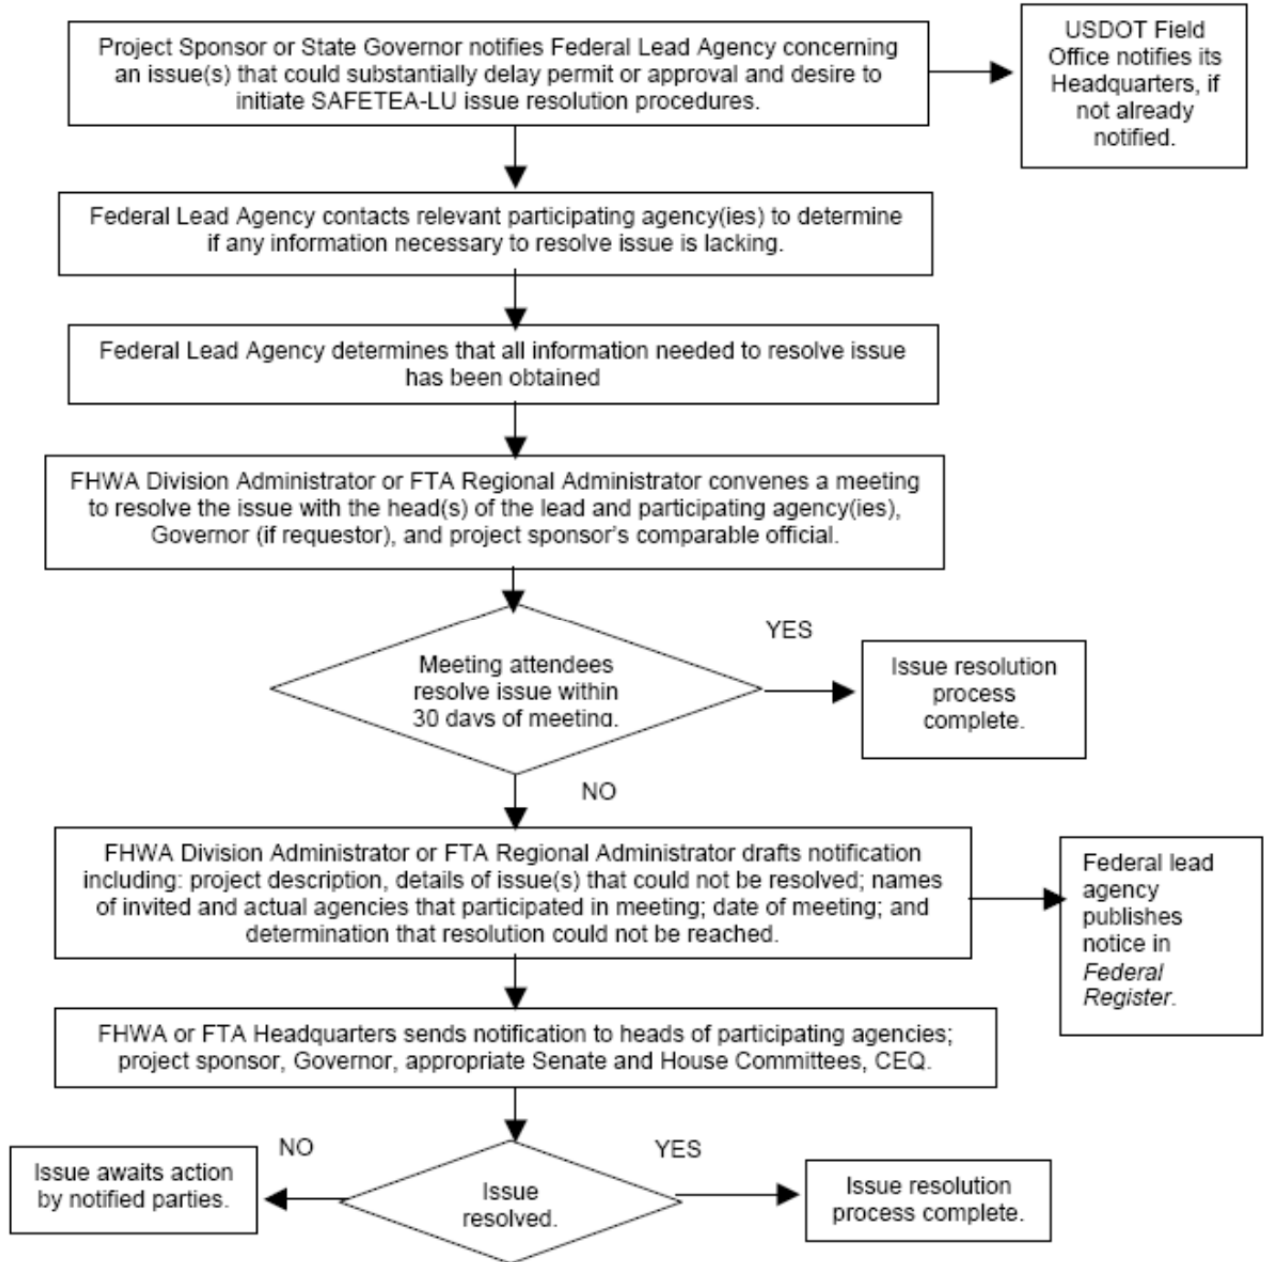 Project Sponsor or State Governor notifies Federal Lead Agency concerning
an issue(s) that could substantially delay permit or approval and desire to
initiate SAFETEA-LU issue resolution procedures.
USDOT Field
Office notifies its
Headquarters, if
not already
notified.
Federal Lead Agency contacts relevant participating agency(ies) to determine
if any information necessary to resolve issue is lacking.
Federal Lead Agency determines that all information needed to resolve issue
has been obtained
FHWA Division Administrator or FTA Regional Administrator convenes a meeting
to resolve the issue with the head(s) of the lead and participating agency(ies),
Governor (if requestor), and project sponsor's comparable official.
Meeting attendees
resolve issue within
30 days of meeting.
YES
Issue resolution
process
complete.
NO
FHWA Division Administrator or FTA Regional Administrator drafts notification
including: project description, details of issue(s) that could not be resolved; names
of invited and actual agencies that participated in meeting; date of meeting; and
determination that resolution could not be reached.
Federal lead
agency
publishes
notice in
Federal
Register.
FHWA or FTA Headquarters sends notification to heads of participating agencies;
project sponsor, Governor, appropriate Senate and House Committees, CEQ.
Issue
resolved.
NO
Issue awaits action
by notified parties.
YES
Issue resolution
process complete.